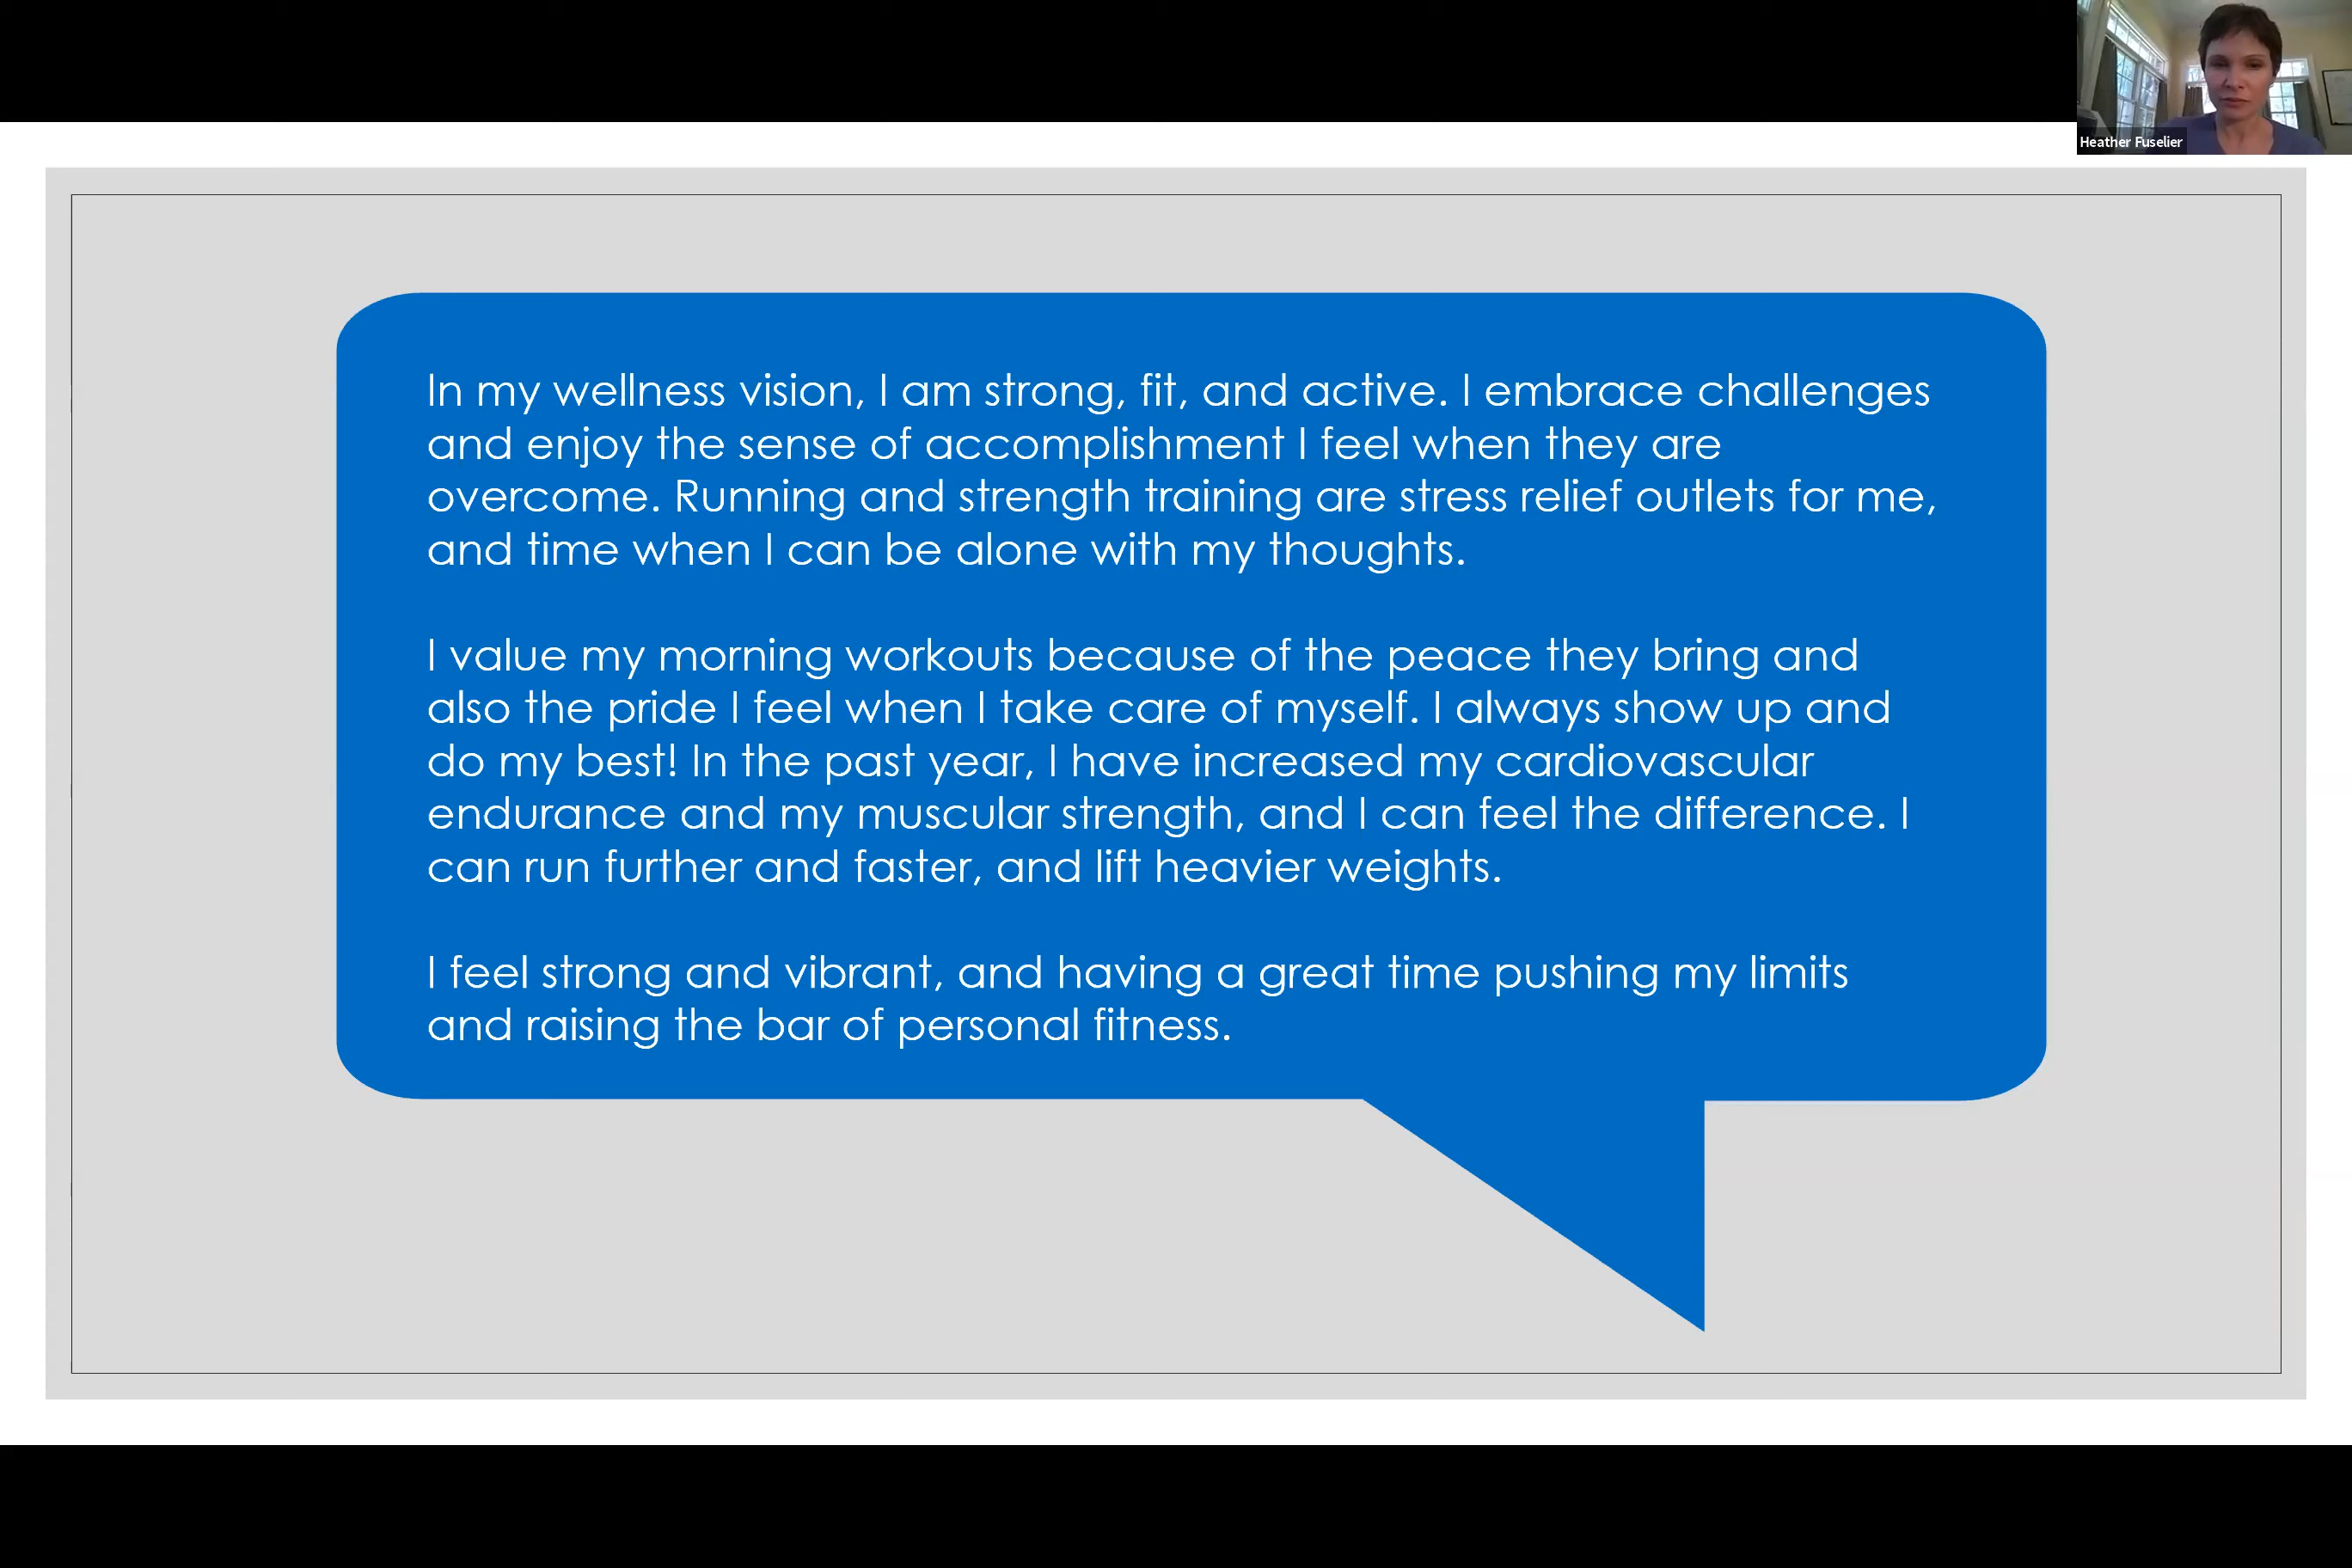 Heather Fuselier
In my wellness vision, I am strong, fit, and active. I embrace challenges
and enjoy the sense of accomplishment I feel when they are
overcome. Running and strength training are stress relief outlets for me,
and time when I can be alone with my thoughts.
I value my morning workouts because of the peace they bring and
also the pride I feel when I take care of myself. I always show up and
do my best! In the past year, I have increased my cardiovascular
endurance and my muscular strength, and I can feel the difference. I
can run further and faster, and lift heavier weights.
I feel strong and vibrant, and having a great time pushing my limits
and raising the bar of personal fitness.